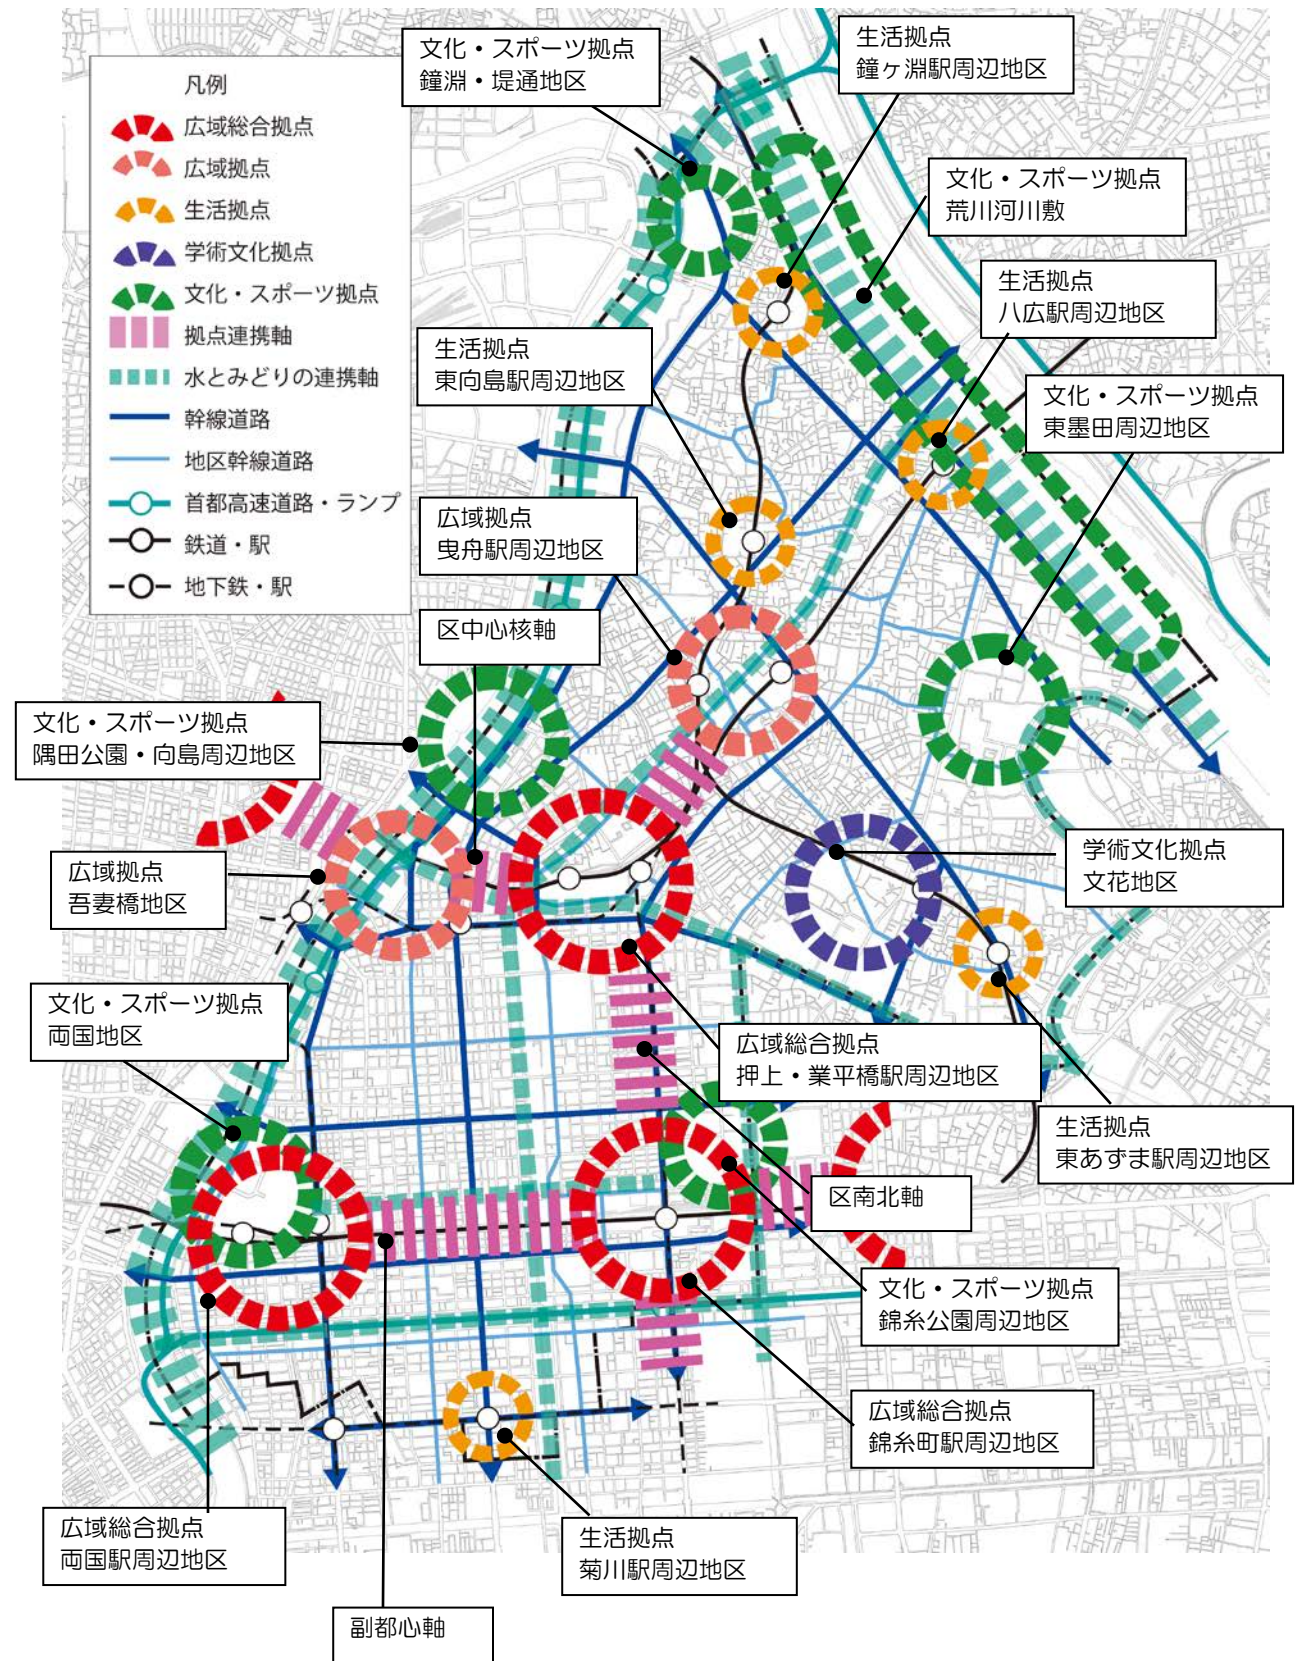 文化・スポーツ拠点
鐘淵・堤通地区
生活拠点
鐘ヶ淵駅周辺地区
凡例
広域総合拠点
広域拠点
生活拠点
学術文化拠点
文化・スポーツ拠点
拠点連携軸
水とみどりの連携軸
幹線道路
地区幹線道路
首都高速道路・ランプ
鉄道・駅
地下鉄・駅
文化・スポーツ拠点
荒川河川敷
生活拠点
八広駅周辺地区
生活拠点
東向島駅周辺地区
文化・スポーツ拠点
東墨田周辺地区
広域拠点
曳舟駅周辺地区
区中心核軸
文化・スポーツ拠点
隅田公園・向島周辺地区
学術文化拠点
文花地区
広域拠点
吾妻橋地区
文化・スポーツ拠点
両国地区
広域総合拠点
押上・業平橋駅周辺地区
生活拠点
東あずま駅周辺地区
区南北軸
文化・スポーツ拠点
錦糸公園周辺地区
広域総合拠点
錦糸町駅周辺地区
広域総合拠点
両国駅周辺地区
生活拠点
菊川駅周辺地区
副都心軸